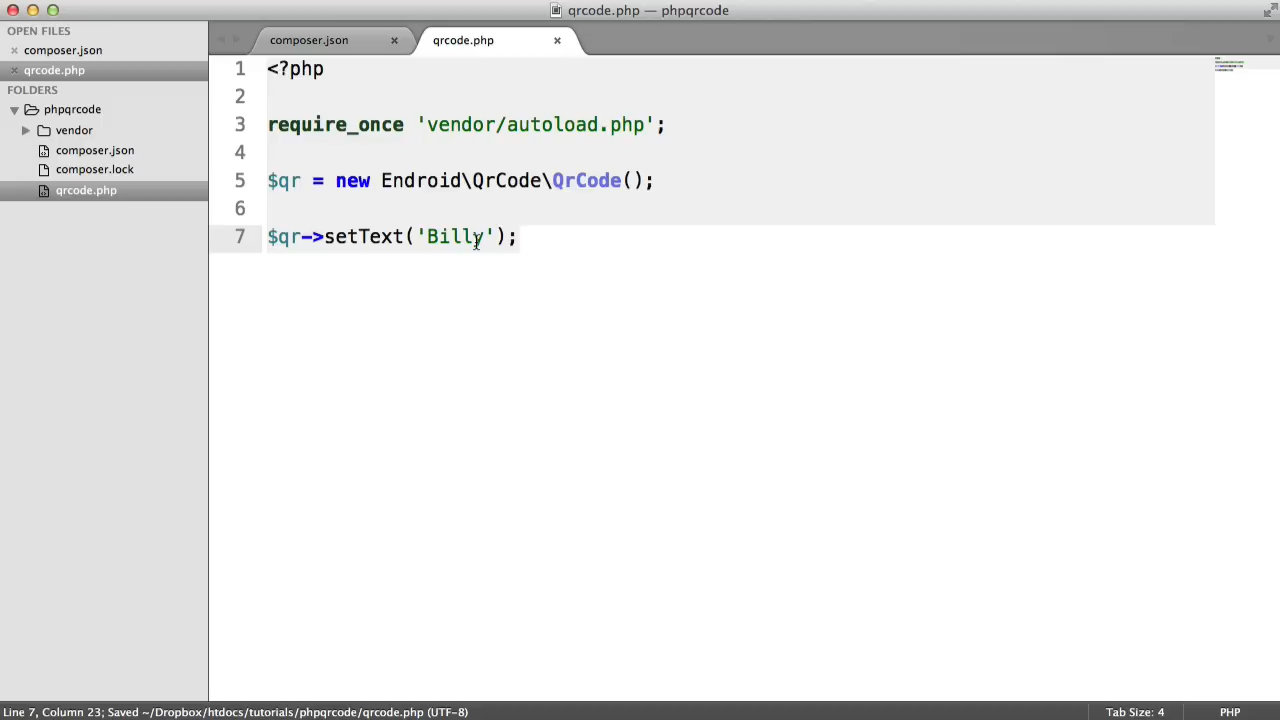 qrcode.php — phpqrcode
OPEN FILES
composer.json
qrcode.php
FOLDERS
phpqrcode
vendor
composer.json
composer.lock
qrcode.php
composer.json
qrcode.php
1 <?php
2
3 require_once 'vendor/autoload.php';
4
5 $qr = new Endroid\QrCode\QrCode();
6
7 $qr->setText('Billy');
Line 7, Column 23; Saved ~/Dropbox/htdocs/tutorials/phpqrcode/qrcode.php (UTF-8)
Tab Size: 4
PHP